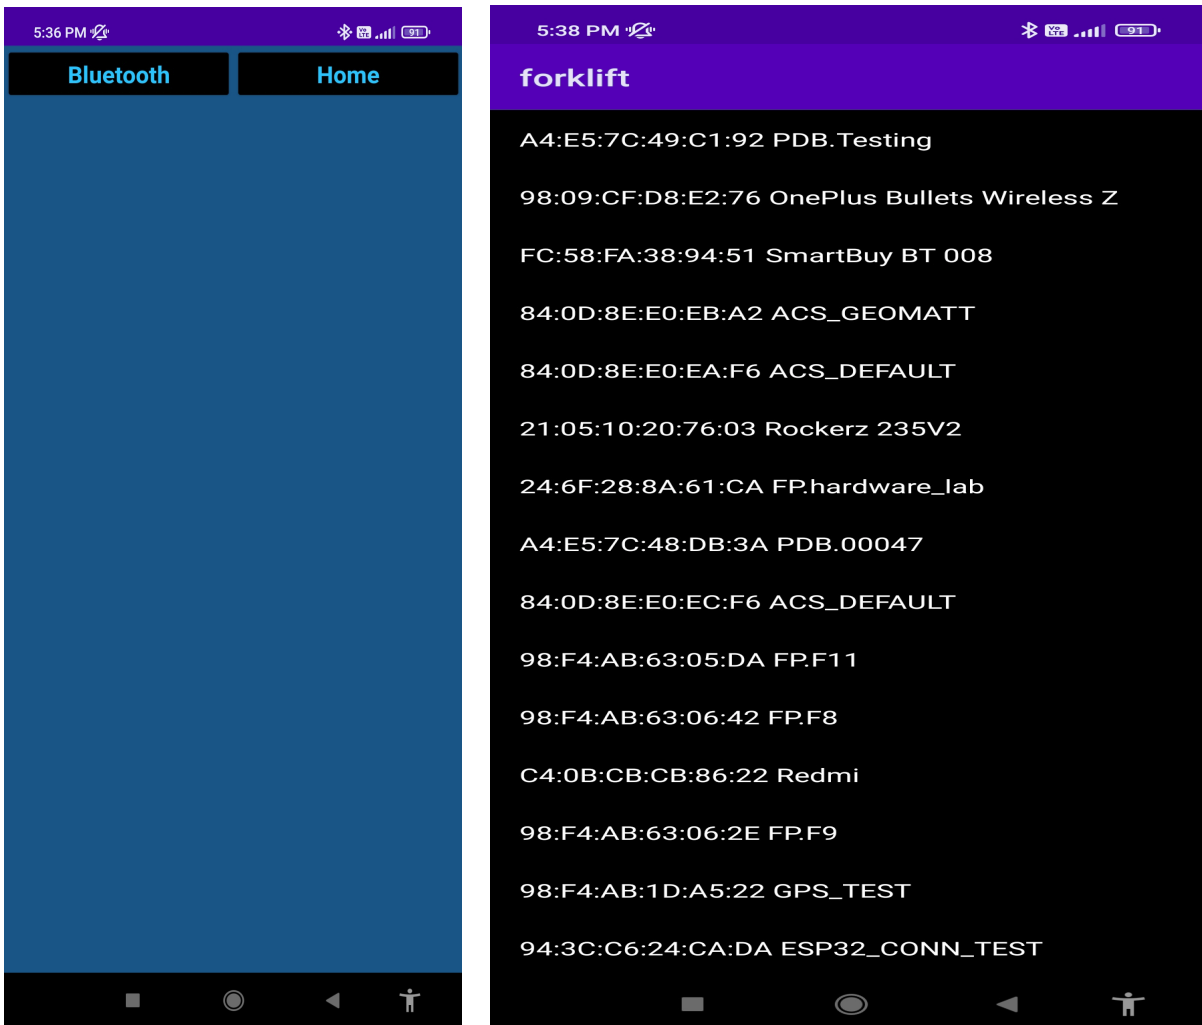 5:36 PM
91
Bluetooth Home
5:38 PM
Vo LTE 91
forklift
A4:E5:7C:49:C1:92 PDB.Testing
98:09:CF:D8:E2:76 OnePlus Bullets Wireless Z
FC:58:FA:38:94:51 SmartBuy BT 008
84:0D:8E:E0:EB:A2 ACS_GEOMATT
84:0D:8E:E0:EA:F6 ACS_DEFAULT
21:05:10:20:76:03 Rockerz 235V2
24:6F:28:8A:61:CA FP.hardware_lab
A4:E5:7C:48:DB:3A PDB.00047
84:0D:8E:E0:EC:F6 ACS_DEFAULT
98:F4:AB:63:05:DA FP.F11
98:F4:AB:63:06:42 FP.F8
C4:0B:CB:CB:86:22 Redmi
98:F4:AB:63:06:2E FP.F9
98:F4:AB:1D:A5:22 GPS_TEST
94:3C:C6:24:CA:DA ESP32_CONN_TEST